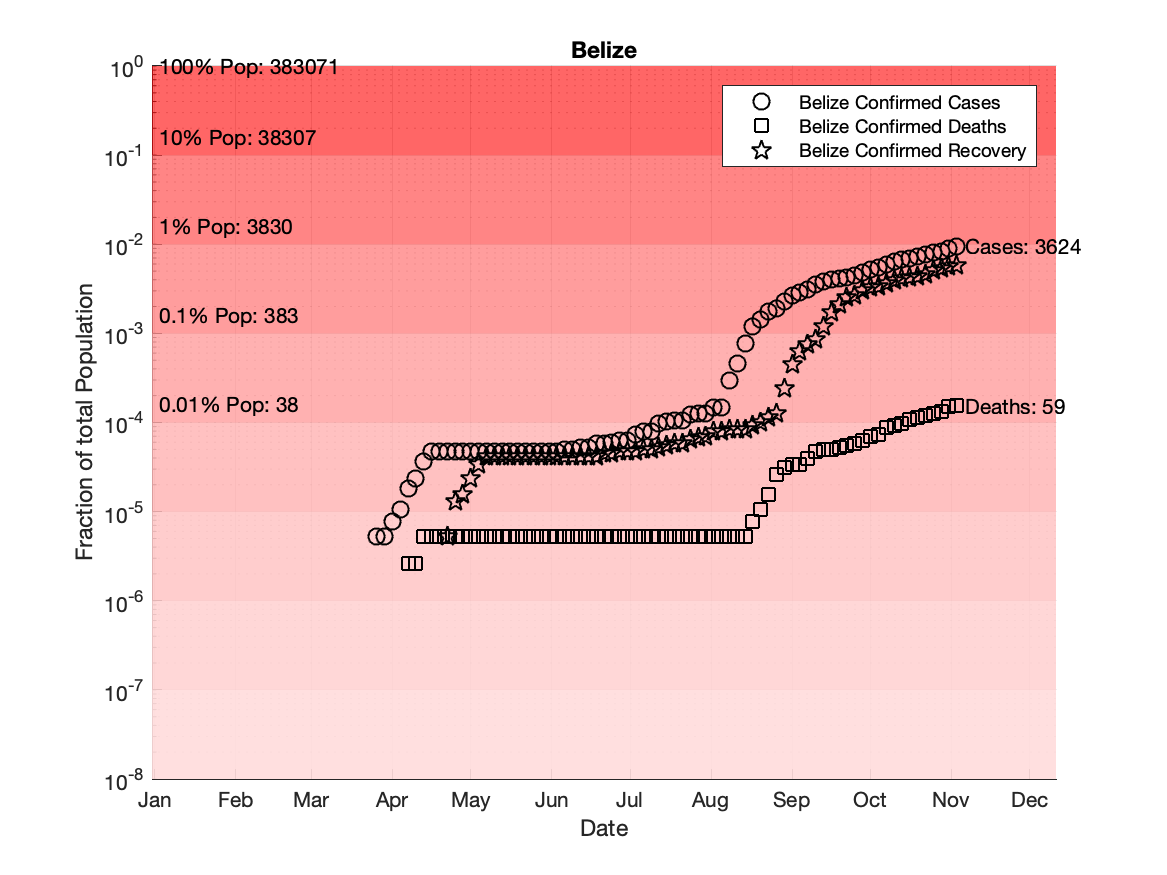 Belize
10^0
100% Pop: 383071
Belize Confirmed Cases
Belize Confirmed Deaths
Belize Confirmed Recovery
10% Pop: 38307
10^-1
1% Pop: 3830
10^-2
Cases: 3624
0.1% Pop: 383
10^-3
0.01% Pop: 38
Deaths: 59
10^-4
10^-5
10^-6
10^-7
10^-8
Fraction of total Population
Jan Feb Mar Apr May Jun Jul Aug Sep Oct Nov Dec
Date